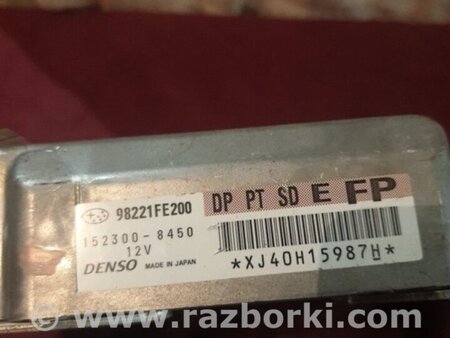 98221FE200 DP PT SD E FP
152300-8450
12V
DENSO MADE IN JAPAN
*XJ40H15987H*
www.razborki.com